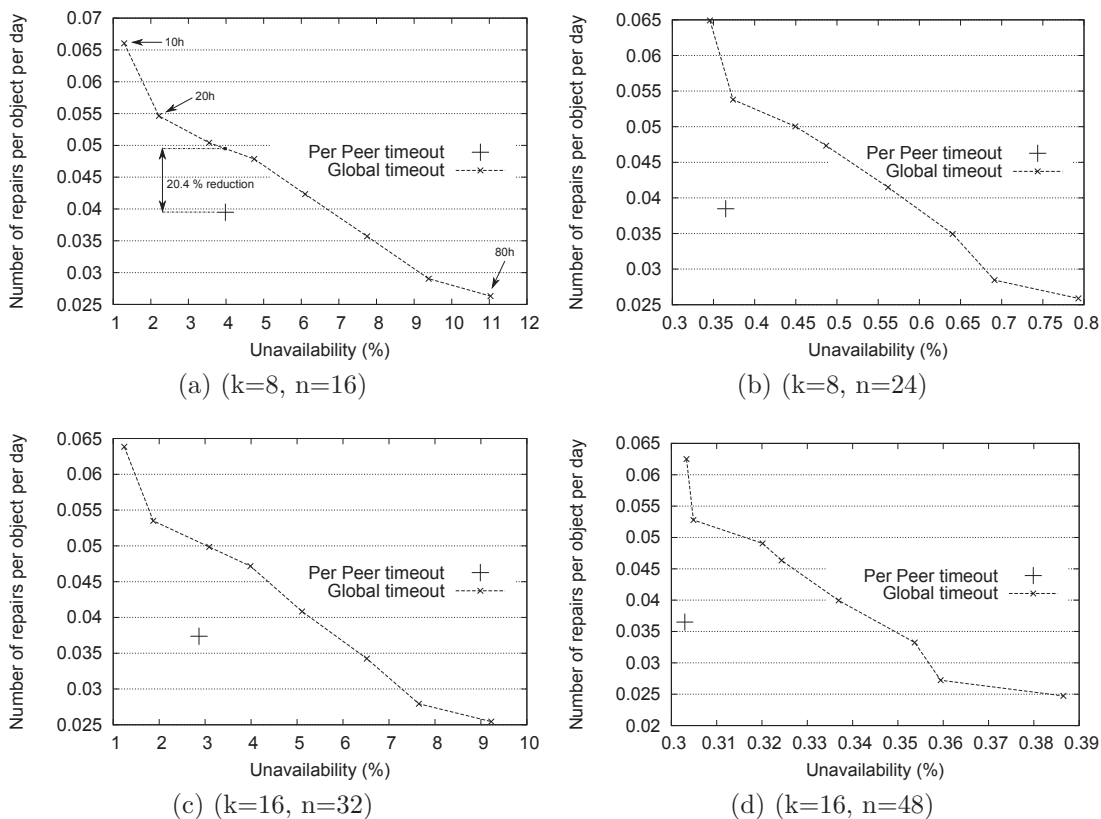 Number of repairs per object per day
0.07
0.065
0.06
0.055
0.05
0.045
0.04
0.035
0.03
0.025
10h
20h
Per Peer timeout
Global timeout
20.4 % reduction
80h
1 2 3 4 5 6 7 8 9 10 11 12
Unavailability (%)
(a) (k=8, n=16)
Number of repairs per object per day
0.065
0.06
0.055
0.05
0.045
0.04
0.035
0.03
0.025
Per Peer timeout
Global timeout
0.3 0.35 0.4 0.45 0.5 0.55 0.6 0.65 0.7 0.75 0.8
Unavailability (%)
(b) (k=8, n=24)
Number of repairs per object per day
0.065
0.06
0.055
0.05
0.045
0.04
0.035
0.03
0.025
Per Peer timeout
Global timeout
1 2 3 4 5 6 7 8 9 10
Unavailability (%)
(c) (k=16, n=32)
Number of repairs per object per day
0.065
0.06
0.055
0.05
0.045
0.04
0.035
0.03
0.025
0.02
Per Peer timeout
Global timeout
0.3 0.31 0.32 0.33 0.34 0.35 0.36 0.37 0.38 0.39
Unavailability (%)
(d) (k=16, n=48)